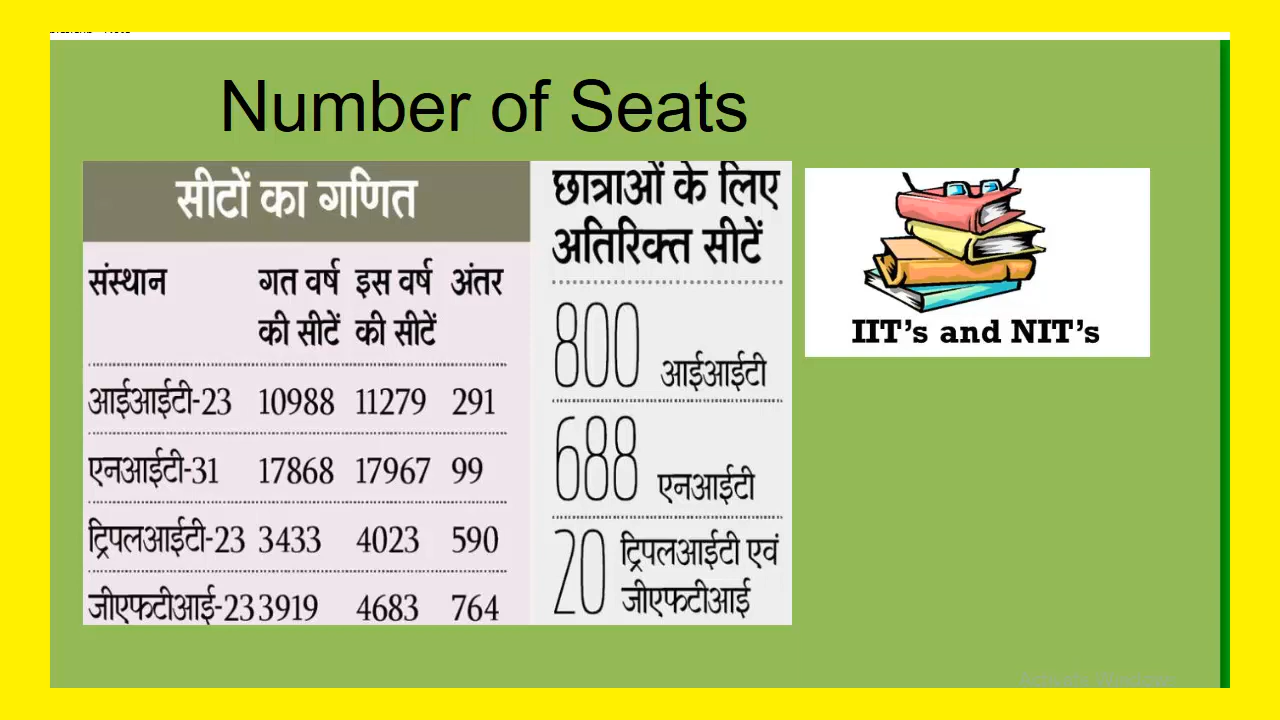 Number of Seats
सीटों का गणित
संस्थान गत वर्ष इस वर्ष अंतर
की सीटें की सीटें
आईआईटी-23 10988 11279 291
एनआईटी-31 17868 17967 99
ट्रिपलआईटी-23 3433 4023 590
जीएफटीआई-23 3919 4683 764
छात्राओं के लिए
अतिरिक्त सीटें
800 आईआईटी
688 एनआईटी
20 ट्रिपलआईटी एवं
जीएफटीआई
IIT's and NIT's
Activate Windows